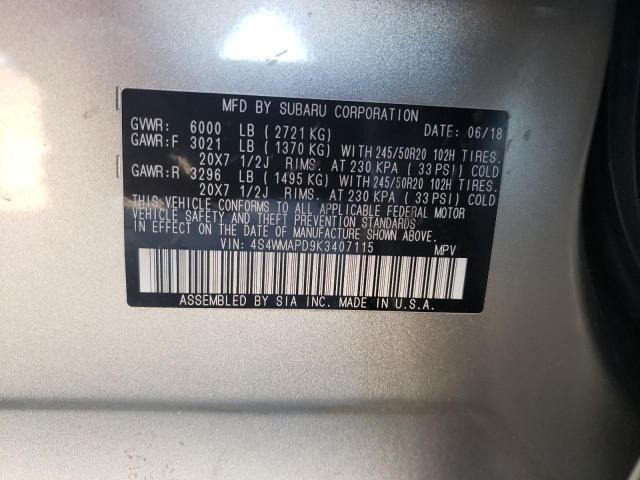 MFD BY SUBARU CORPORATION
GVWR: 6000 LB ( 2721 KG) DATE: 06/18
GAWR:F 3021 LB ( 1370 KG) WITH 245/50R20 102H TIRES.
20X7 1/2J RIMS. AT 230 KPA ( 33 PSI) COLD
GAWR:R 3296 LB ( 1495 KG) WITH 245/50R20 102H TIRES.
20X7 1/2J RIMS. AT 230 KPA ( 33 PSI) COLD
THIS VEHICLE CONFORMS TO ALL APPLICABLE FEDERAL MOTOR
VEHICLE SAFETY AND THEFT PREVENTION STANDARDS
IN EFFECT ON THE DATE OF MANUFACTURE SHOWN ABOVE.
VIN: 4S4WMAPD9K3407115 MPV
ASSEMBLED BY SIA INC. MADE IN U.S.A.